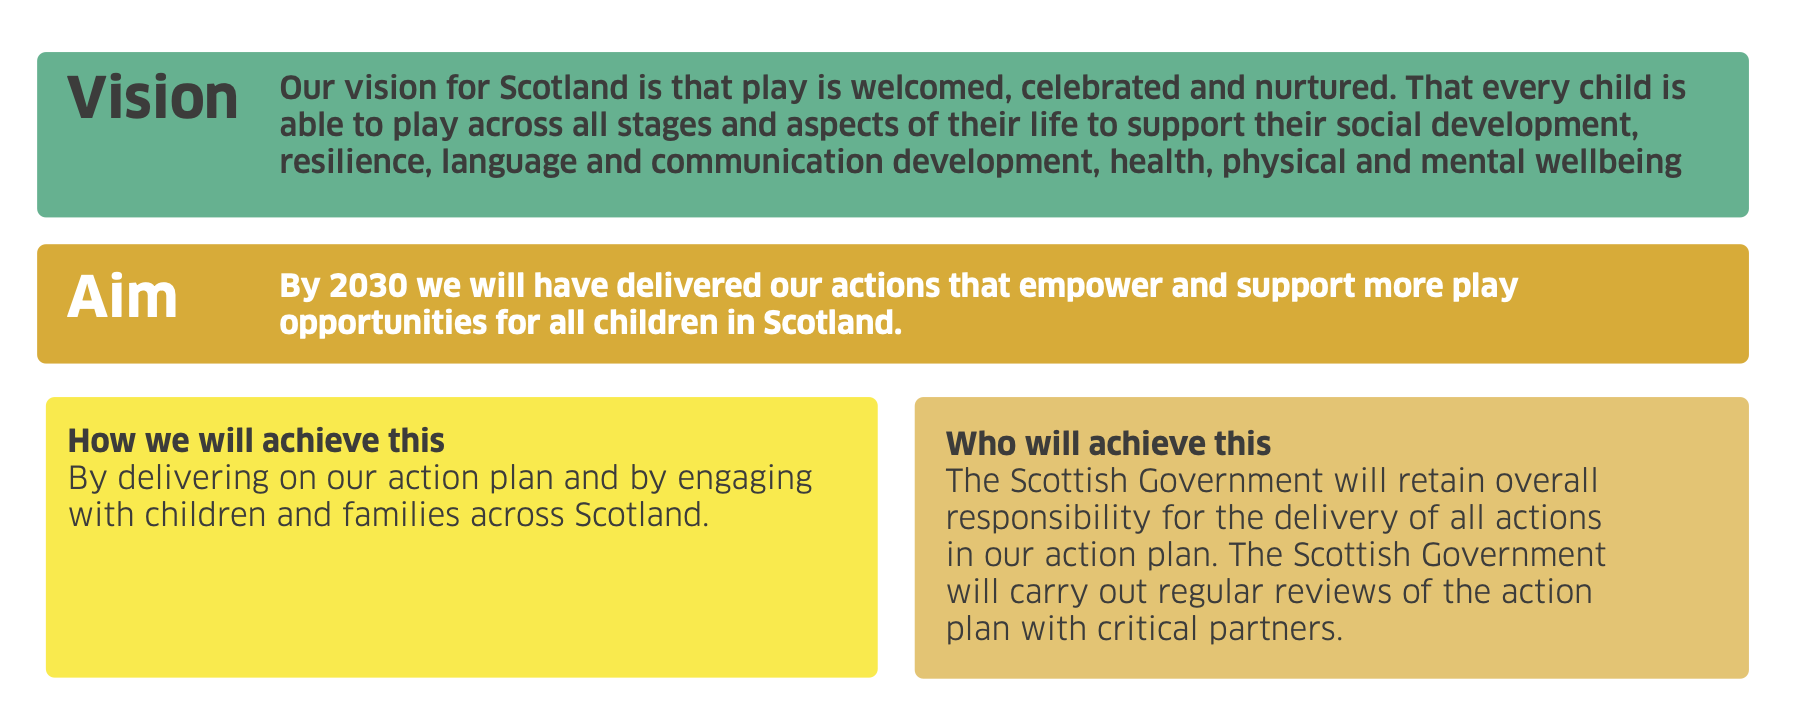 Vision
Our vision for Scotland is that play is welcomed, celebrated and nurtured. That every child is
able to play across all stages and aspects of their life to support their social development,
resilience, language and communication development, health, physical and mental wellbeing
Aim
By 2030 we will have delivered our actions that empower and support more play
opportunities for all children in Scotland.
How we will achieve this
By delivering on our action plan and by engaging
with children and families across Scotland.
Who will achieve this
The Scottish Government will retain overall
responsibility for the delivery of all actions
in our action plan. The Scottish Government
will carry out regular reviews of the action
plan with critical partners.